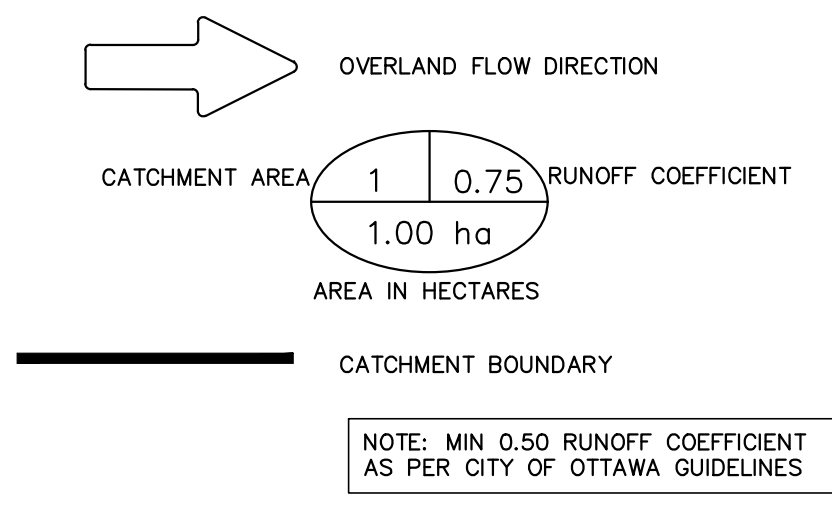 OVERLAND FLOW DIRECTION
CATCHMENT AREA 1 0.75 RUNOFF COEFFICIENT
1.00 ha
AREA IN HECTARES
CATCHMENT BOUNDARY
NOTE: MIN 0.50 RUNOFF COEFFICIENT
AS PER CITY OF OTTAWA GUIDELINES